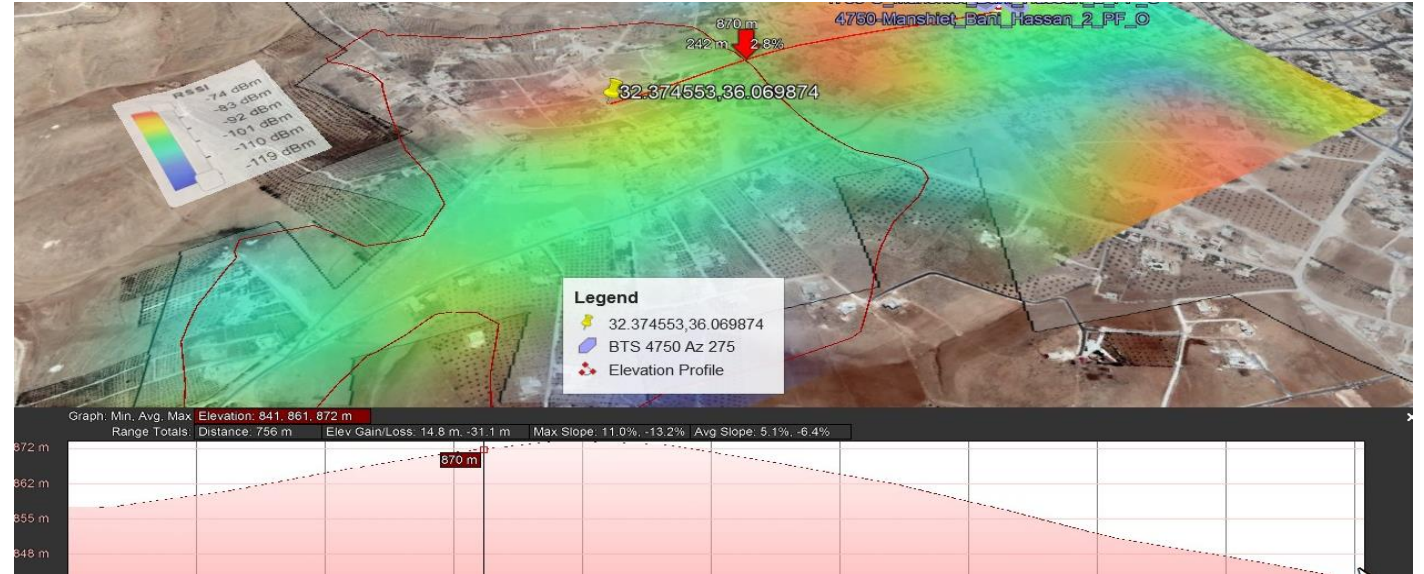 4750-Manshiet_Bani_Hassan_2_PF_O
870 m
242 m 2.8%
32.374553,36.069874
RSSI
-74 dBm
-83 dBm
-92 dBm
-101 dBm
-110 dBm
-119 dBm
Legend
32.374553,36.069874
BTS 4750 Az 275
Elevation Profile
Graph: Min, Avg, Max Elevation: 841, 861, 872 m
Range Totals: Distance: 756 m Elev Gain/Loss: 14.8 m, -31.1 m Max Slope: 11.0%, -13.2% Avg Slope: 5.1%, -6.4%
872 m
870 m
862 m
855 m
848 m